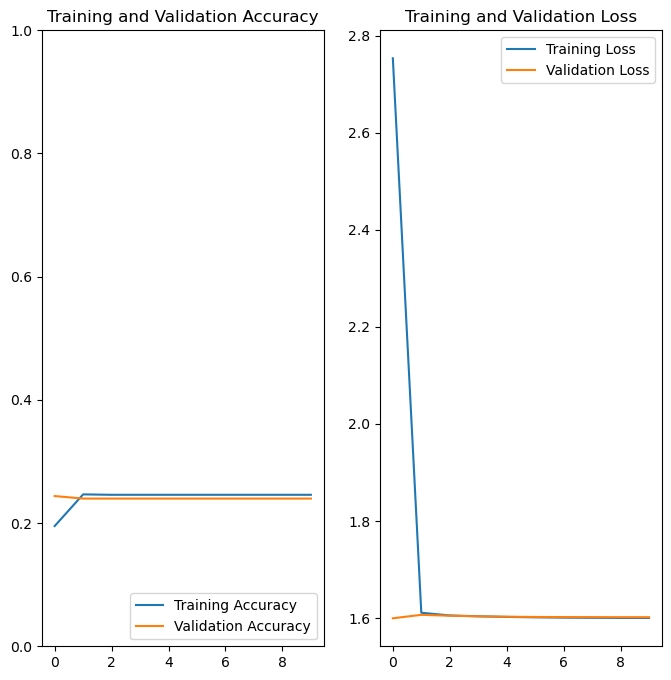 Training and Validation Accuracy
1.0
0.8
0.6
0.4
0.2
0.0
0 2 4 6 8
Training Accuracy
Validation Accuracy
Training and Validation Loss
2.8
2.6
2.4
2.2
2.0
1.8
1.6
0 2 4 6 8
Training Loss
Validation Loss